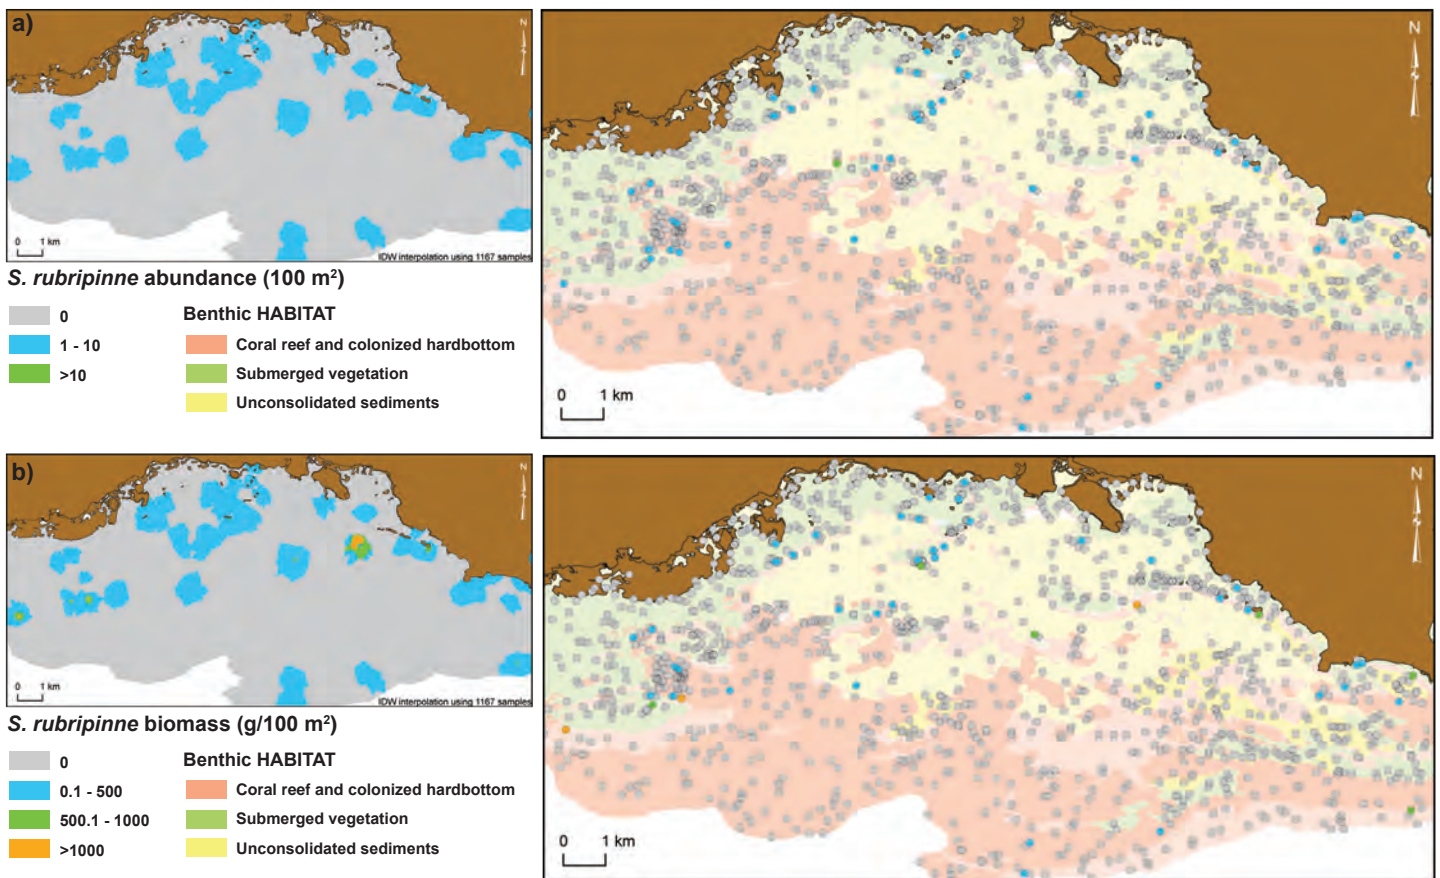 a)
N
0 1 km
IDW interpolation using 1167 samples
N
0 1 km
S. rubripinne abundance (100 m²)
0
1 - 10
>10
Benthic HABITAT
Coral reef and colonized hardbottom
Submerged vegetation
Unconsolidated sediments
b)
N
0 1 km
IDW interpolation using 1167 samples
N
0 1 km
S. rubripinne biomass (g/100 m²)
0
0.1 - 500
500.1 - 1000
>1000
Benthic HABITAT
Coral reef and colonized hardbottom
Submerged vegetation
Unconsolidated sediments